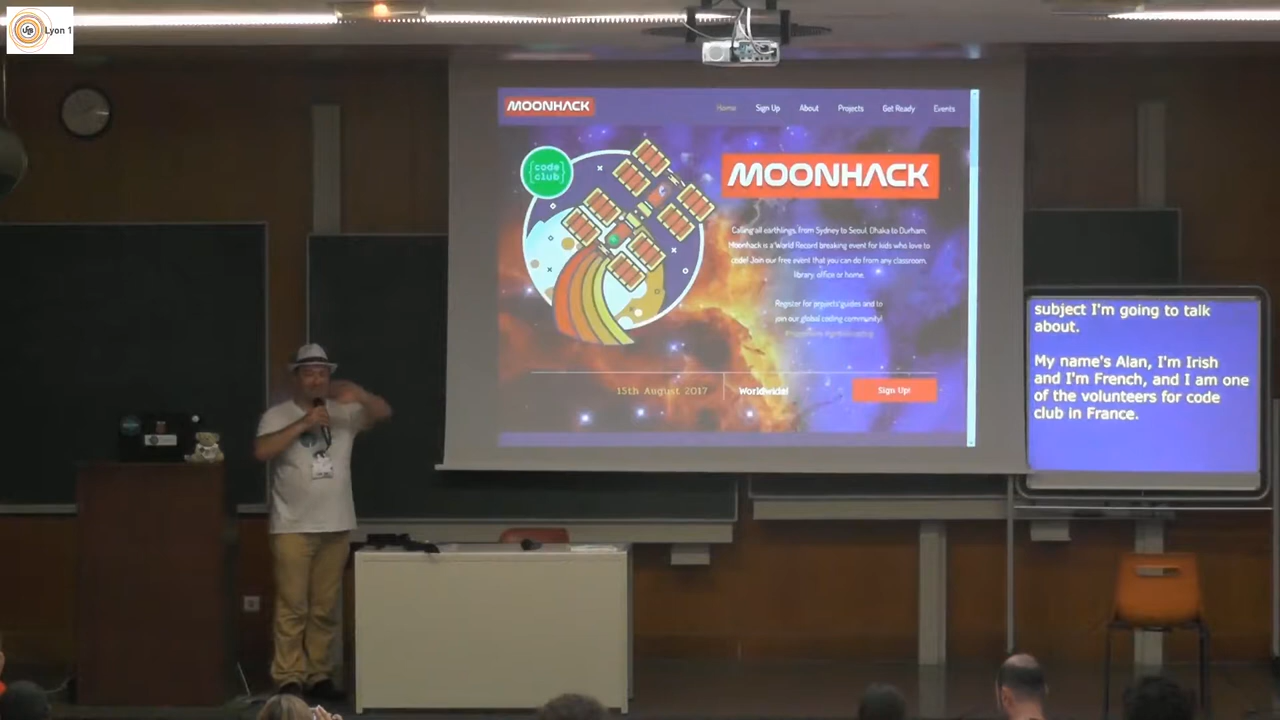 Lyon 1
MOONHACK
Home Sign Up About Projects Get Ready Events
{code
club}
MOONHACK
Calling all earthlings, from Sydney to Seoul, Dhaka to Durham,
Moonhack is a World Record breaking event for kids who love to
code! Join our free event that you can do from any classroom,
library, office or home.
Register for projects guides and to
join our global coding community!
15th August 2017
Worldwide!
Sign Up!
subject I'm going to talk
about.
My name's Alan, I'm Irish
and I'm French, and I am one
of the volunteers for code
club in France.